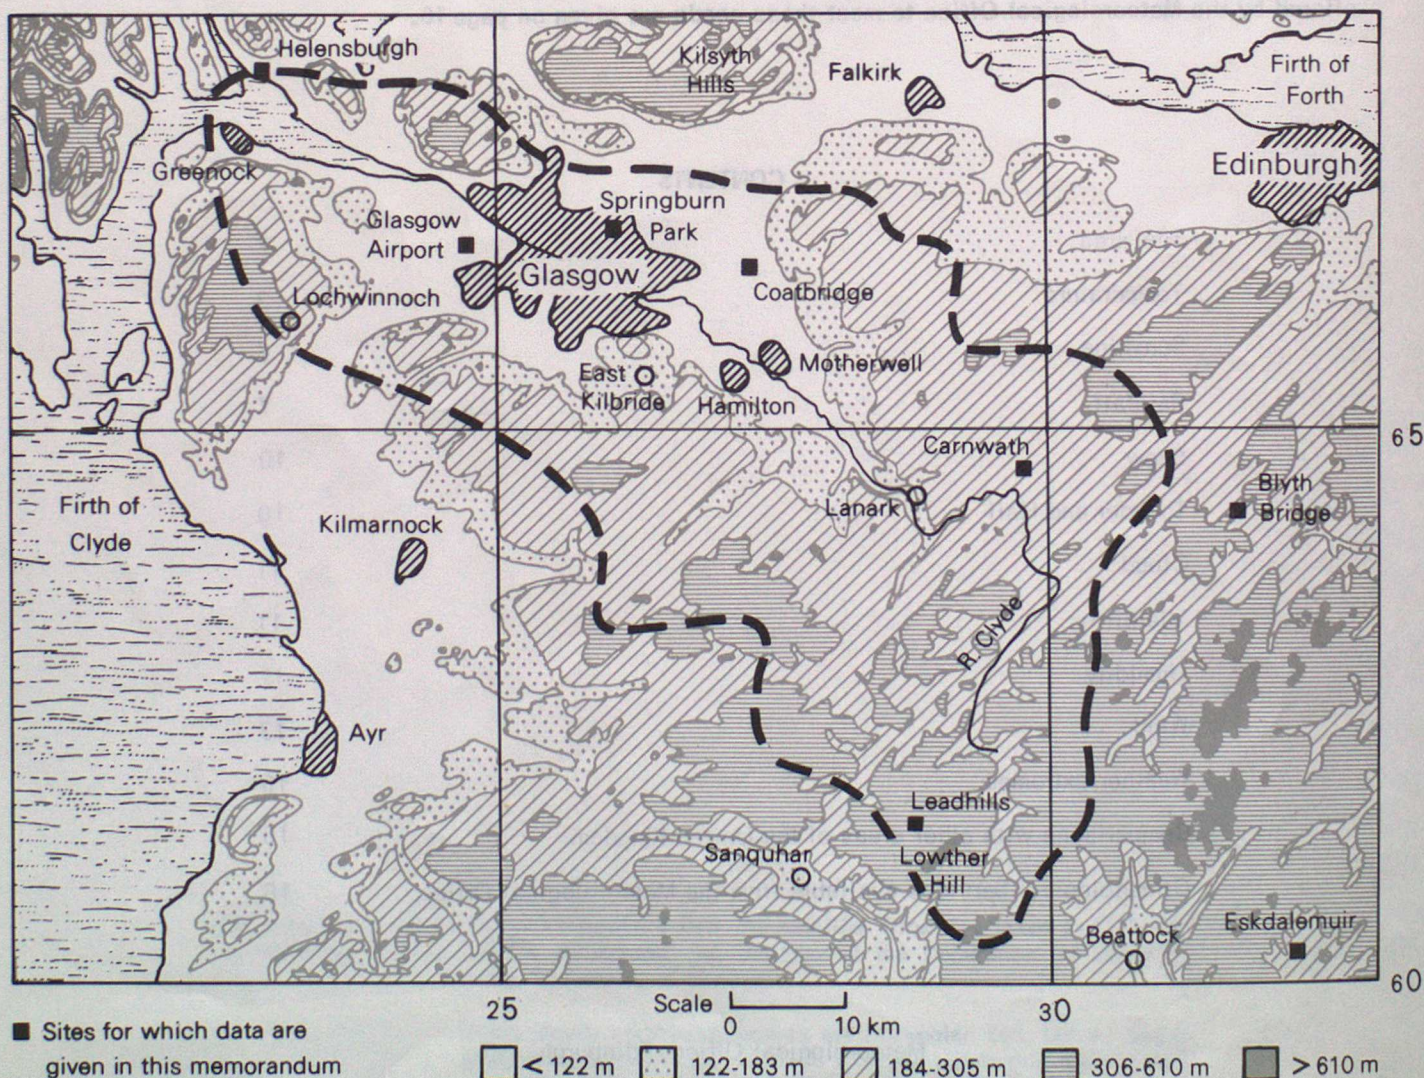 Helensburgh
Kilsyth
Hills
Falkirk
Firth of
Forth
Edinburgh
Greenock
Springburn
Park
Glasgow
Airport
Glasgow
Coatbridge
Lochwinnoch
Motherwell
East
Kilbride
Hamilton
65
Carnwath
Firth of
Clyde
Kilmarnock
Lanark
Blyth
Bridge
R. Clyde
Ayr
Leadhills
Sanquhar
Lowther
Hill
Beattock
Eskdalemuir
60
25
Scale
30
0 10 km
Sites for which data are
given in this memorandum
< 122 m 122-183 m 184-305 m 306-610 m > 610 m